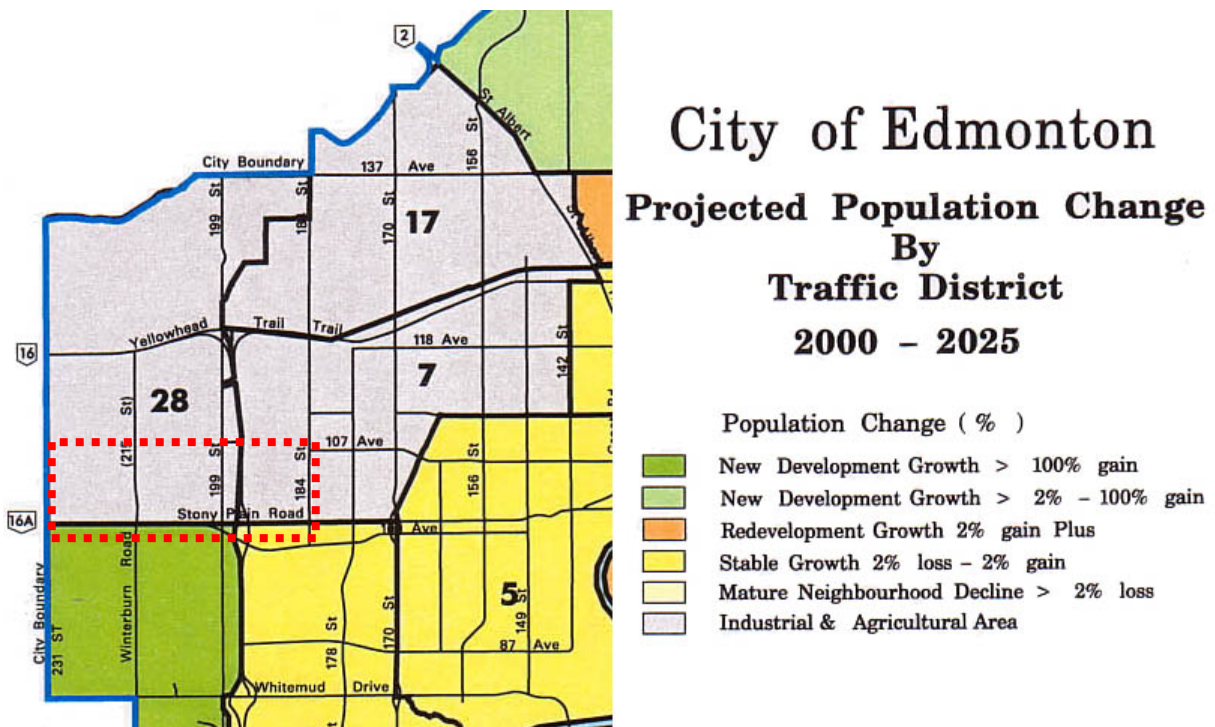 2
St Albert
156 St
City Boundary
137 Ave
199 St
St
170 St
17
Yellowhead Trail Trail
16
118 Ave
142 St
7
28
(215 St)
107 Ave
199 St
184 St
156 St
16A
Stony Plain Road
Ave
City Boundary
231 ST
Winterburn Road
178 St
170 St
5
149 St
87 Ave
Whitemud Drive
City of Edmonton
Projected Population Change
By
Traffic District
2000 - 2025
Population Change ( % )
New Development Growth > 100% gain
New Development Growth > 2% - 100% gain
Redevelopment Growth 2% gain Plus
Stable Growth 2% loss - 2% gain
Mature Neighbourhood Decline > 2% loss
Industrial & Agricultural Area